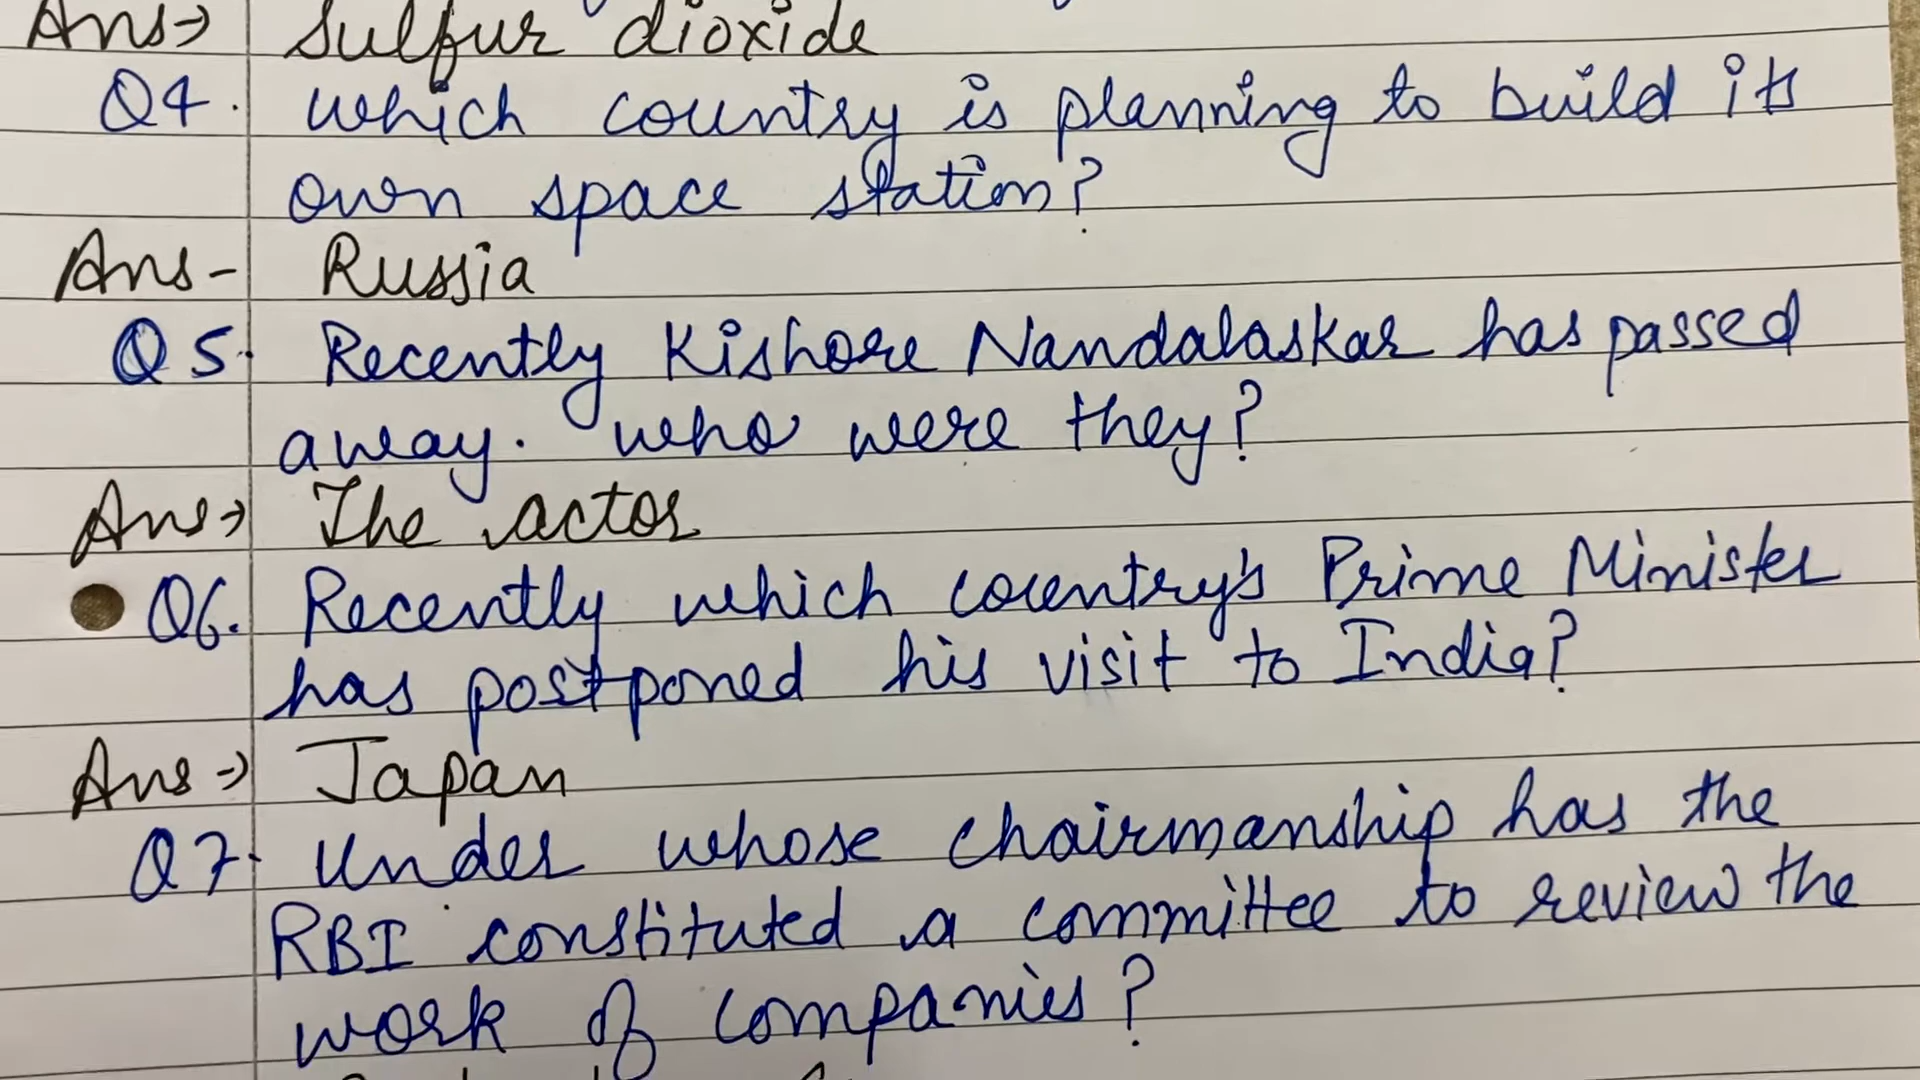 Ans→ Sulfur dioxide
Q4. which country is planning to build its
own space station?
Ans- Russia
Q5. Recently Kishore Nandalaskar has passed
away. who were they?
Ans→ The actor
Q6. Recently which country's Prime Minister
has postponed his visit to India?
Ans→ Japan
Q7. Under whose chairmanship has the
RBI constituted a committee to review the
work of companies?